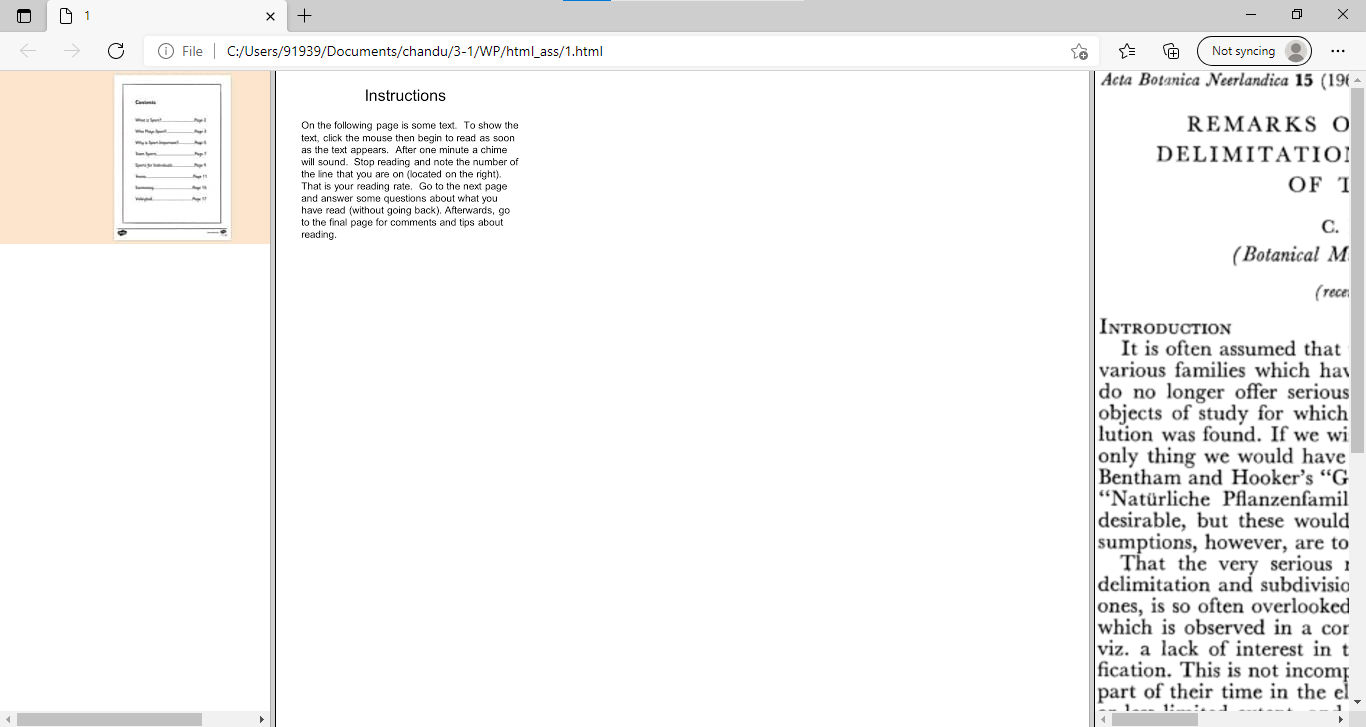 1
File
C:/Users/91939/Documents/chandu/3-1/WP/html_ass/1.html
Not syncing
Contents
What is Sport?...Page 2
Who Plays Sport?...Page 3
Why is Sport Important?...Page 5
Team Sports...Page 7
Sports for Individuals...Page 9
Tennis...Page 11
Swimming...Page 15
Volleyball...Page 17
Instructions
On the following page is some text. To show the
text, click the mouse then begin to read as soon
as the text appears. After one minute a chime
will sound. Stop reading and note the number of
the line that you are on (located on the right).
That is your reading rate. Go to the next page
and answer some questions about what you
have read (without going back). Afterwards, go
to the final page for comments and tips about
reading.
Acta Botanica Neerlandica 15 (196
REMARKS O
DELIMITATIO
OF T
C.
(Botanical M
(rece
INTRODUCTION
It is often assumed that
various families which hav
do no longer offer serious
objects of study for which
lution was found. If we wi
only thing we would have
Bentham and Hooker's “G
“Natürliche Pflanzenfamil
desirable, but these would
sumptions, however, are to
That the very serious
delimitation and subdivisio
ones, is so often overlooked
which is observed in a cor
viz. a lack of interest in t
fication. This is not incomp
part of their time in the el